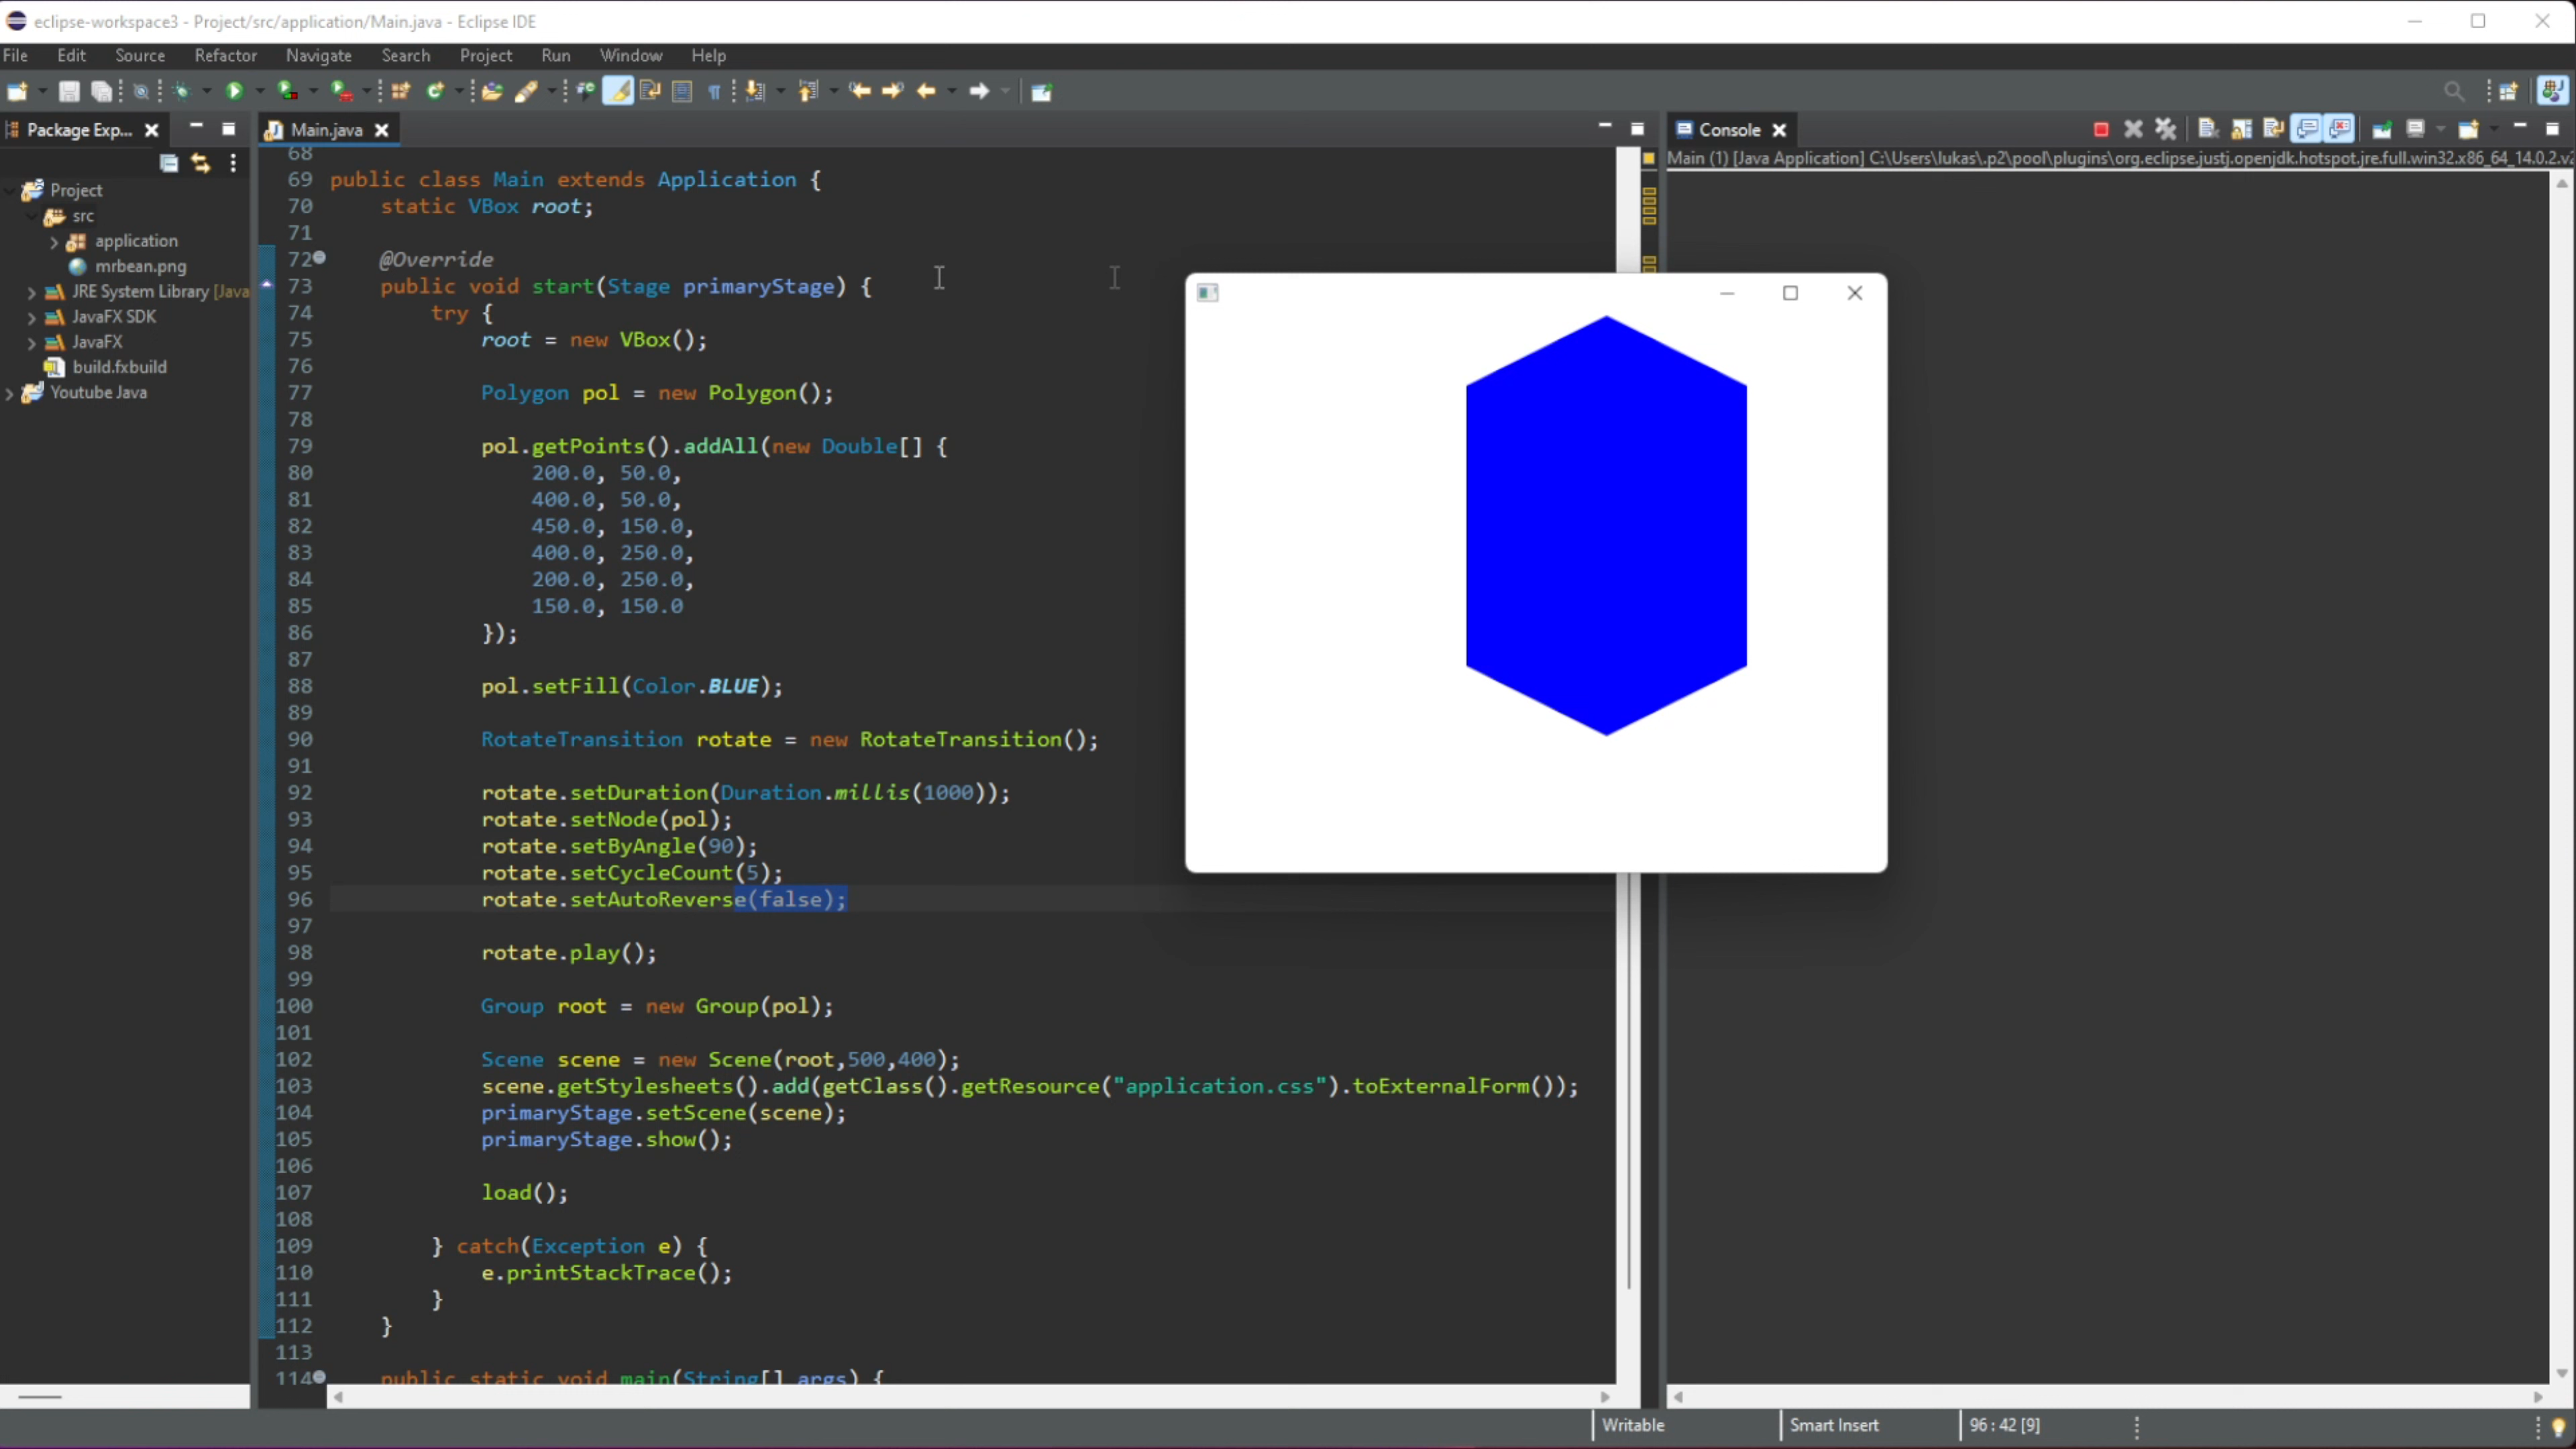 eclipse-workspace3 - Project/src/application/Main.java - Eclipse IDE
File Edit Source Refactor Navigate Search Project Run Window Help
Package Exp...
Project
src
application
mrbean.png
JRE System Library [Java
JavaFX SDK
JavaFX
build.fxbuild
Youtube Java
Main.java
68
69 public class Main extends Application {
70 static VBox root;
71
72 @Override
73 public void start(Stage primaryStage) {
74 try {
75 root = new VBox();
76
77 Polygon pol = new Polygon();
78
79 pol.getPoints().addAll(new Double[] {
80 200.0, 50.0,
81 400.0, 50.0,
82 450.0, 150.0,
83 400.0, 250.0,
84 200.0, 250.0,
85 150.0, 150.0
86 });
87
88 pol.setFill(Color.BLUE);
89
90 RotateTransition rotate = new RotateTransition();
91
92 rotate.setDuration(Duration.millis(1000));
93 rotate.setNode(pol);
94 rotate.setByAngle(90);
95 rotate.setCycleCount(5);
96 rotate.setAutoReverse(false);
97
98 rotate.play();
99
100 Group root = new Group(pol);
101
102 Scene scene = new Scene(root,500,400);
103 scene.getStylesheets().add(getClass().getResource("application.css").toExternalForm());
104 primaryStage.setScene(scene);
105 primaryStage.show();
106
107 load();
108
109 } catch(Exception e) {
110 e.printStackTrace();
111 }
112 }
113
114 public static void main(String[] args) {
Console
Main (1) [Java Application] C:\Users\lukas\.p2\pool\plugins\org.eclipse.justj.openjdk.hotspot.jre.full.win32.x86_64_14.0.2.v
Writable Smart Insert 96 : 42 [9]